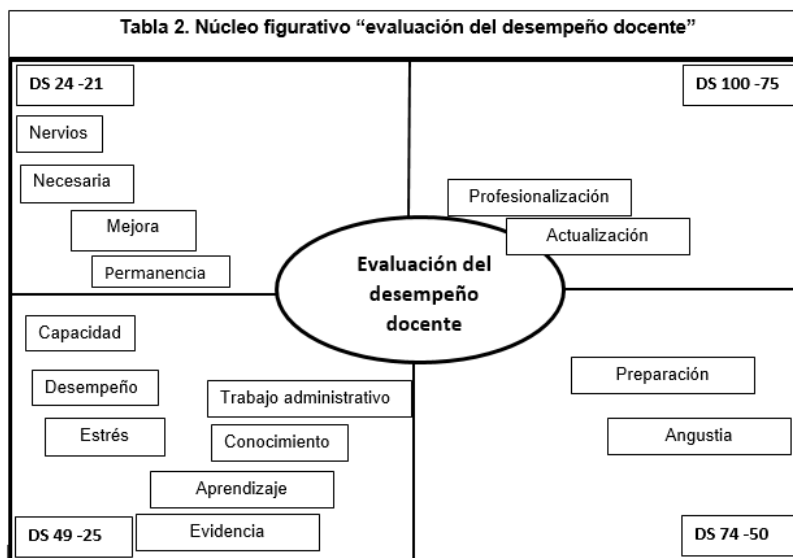 Tabla 2. Núcleo figurativo “evaluación del desempeño docente”
DS 24 -21
DS 100 -75
Nervios
Necesaria
Mejora
Permanencia
Profesionalización
Actualización
Evaluación del
desempeño
docente
Capacidad
Desempeño
Estrés
Trabajo administrativo
Conocimiento
Aprendizaje
Evidencia
DS 49 -25
Preparación
Angustia
DS 74 -50